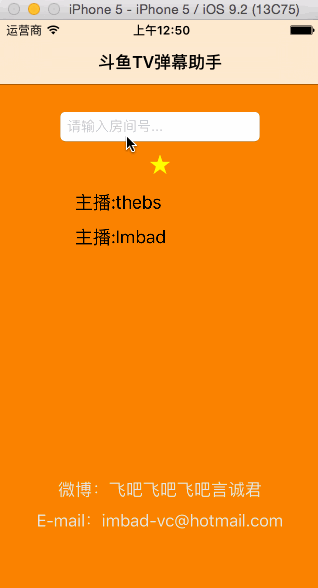 iPhone 5 - iPhone 5 / iOS 9.2 (13C75)
运营商 上午12:50
斗鱼TV弹幕助手
请输入房间号...
主播:thebs
主播:Imbad
微博：飞吧飞吧飞吧言诚君
E-mail：imbad-vc@hotmail.com